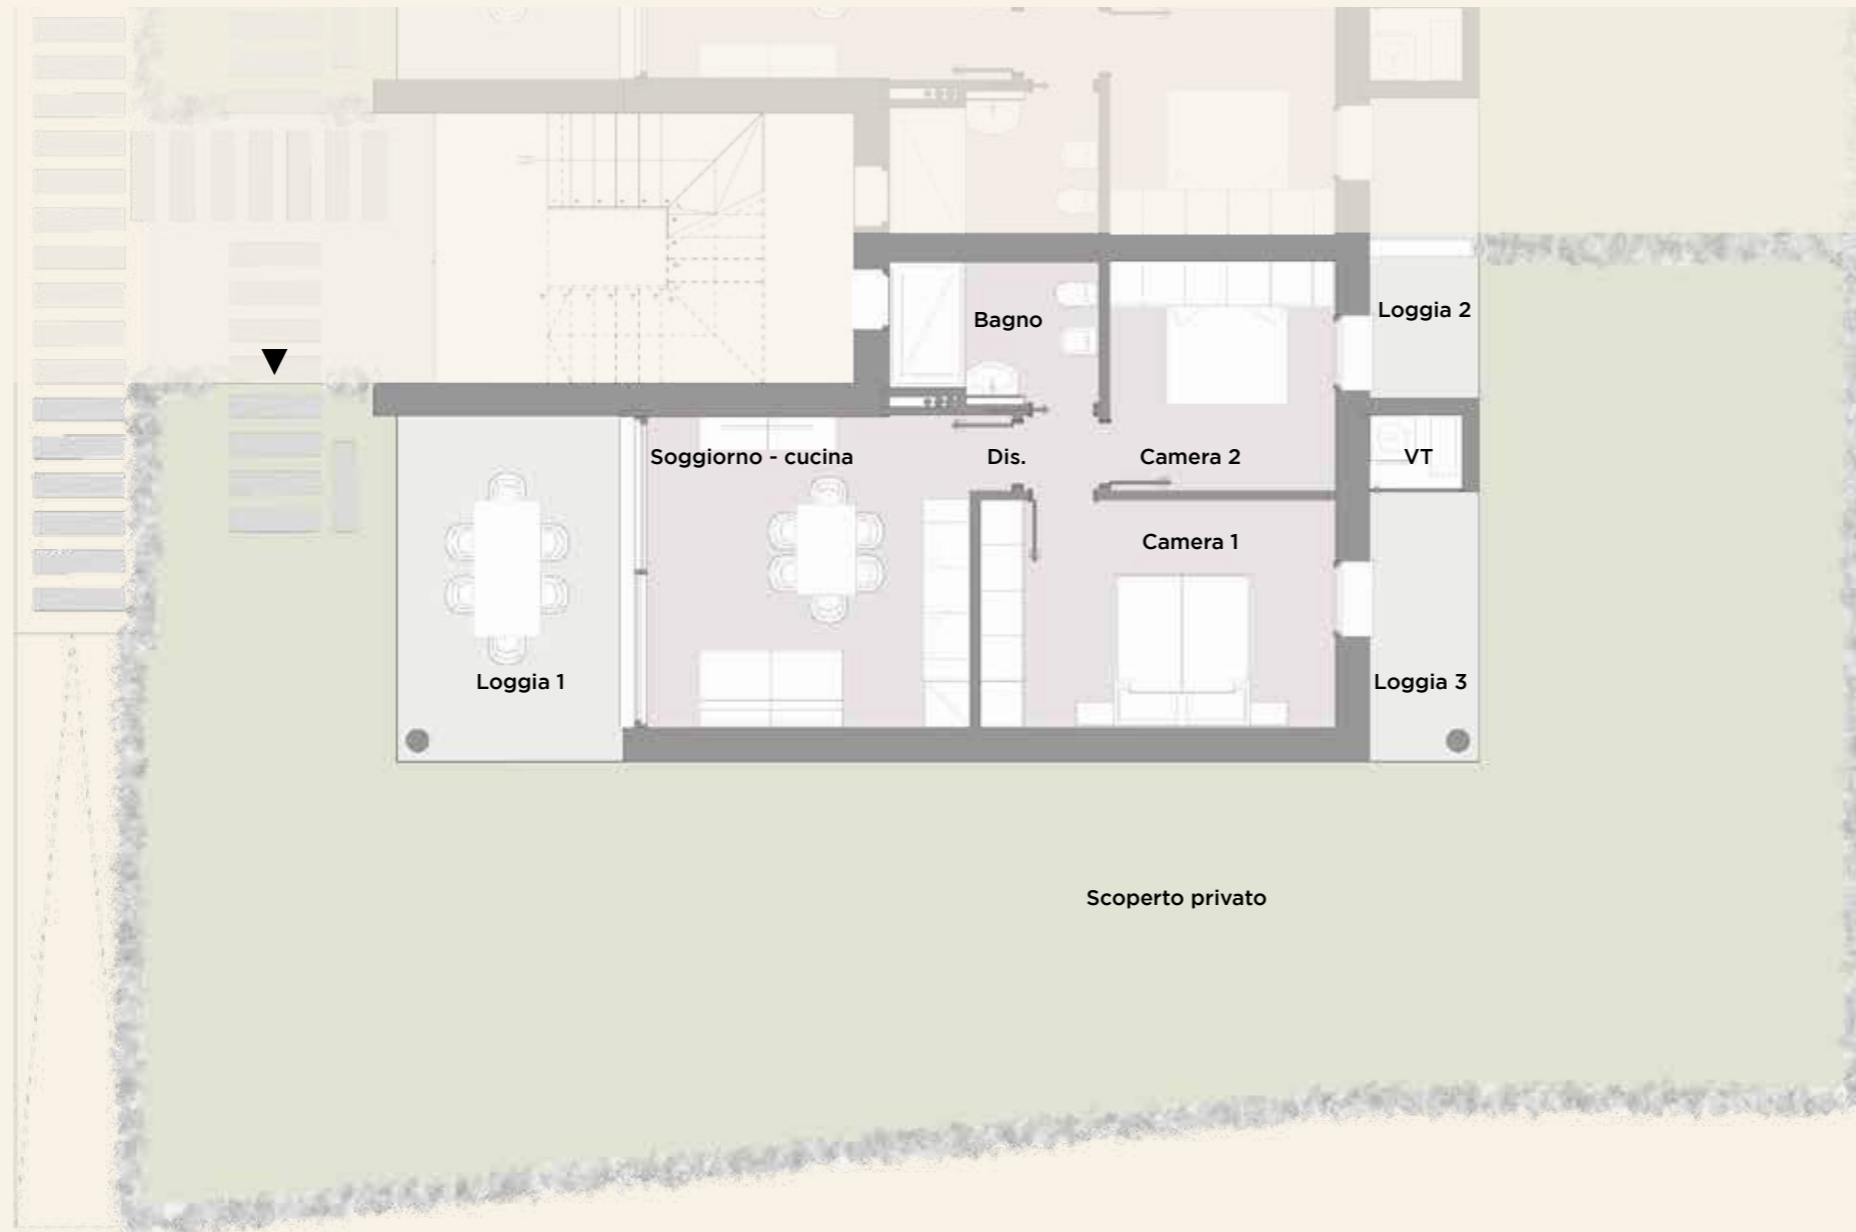 Loggia 2
Bagno
Soggiorno - cucina
Dis.
Camera 2
VT
Camera 1
Loggia 1
Loggia 3
Scoperto privato